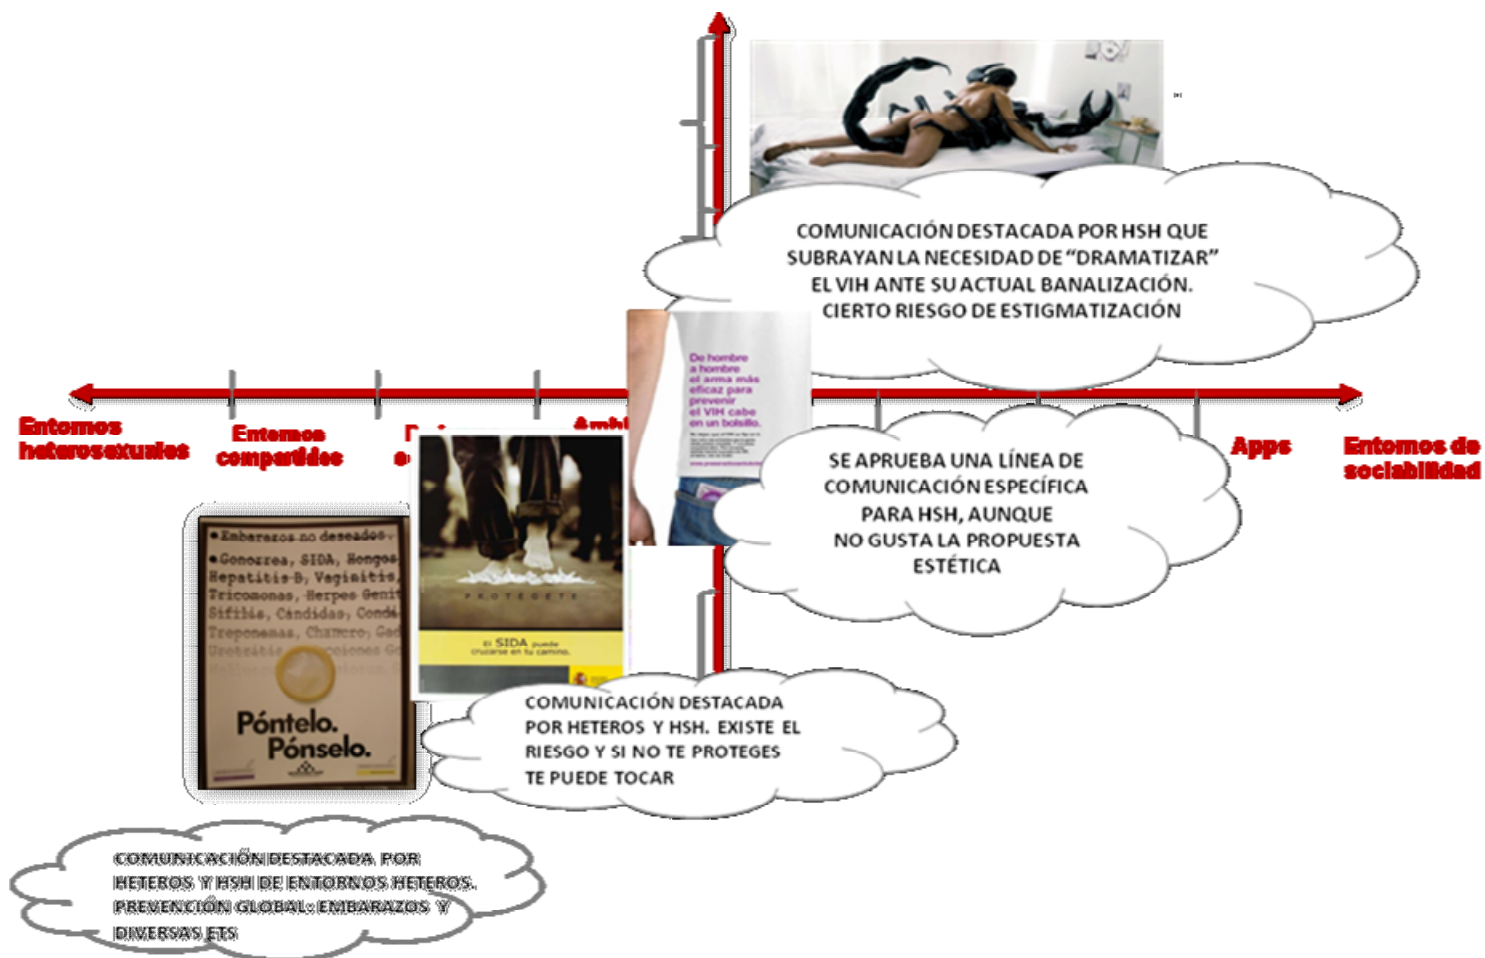 COMUNICACIÓN DESTACADA POR HSH QUE
SUBRAYAN LA NECESIDAD DE “DRAMATIZAR”
EL VIH ANTE SU ACTUAL BANALIZACIÓN.
CIERTO RIESGO DE ESTIGMATIZACIÓN
De hombre
a hombre
el arma más
eficaz para
prevenir
el VIH cabe
en un bolsillo.
Entornos
heterosexuales
Entornos
compartidos
Apps
Entornos de
sociabilidad
SE APRUEBA UNA LÍNEA DE
COMUNICACIÓN ESPECÍFICA
PARA HSH, AUNQUE
NO GUSTA LA PROPUESTA
ESTÉTICA
PROTEGETE
El SIDA puede
cruzarse en tu camino.
• Embarazos no deseados.
• Gonorrea, SIDA, Hongos
Hepatitis B, Vaginitis,
Tricomonas, Herpes Genit
Sífilis, Cándidas, Condi
Treponemas, Chancro,
Uretritis
Póntelo.
Pónselo.
COMUNICACIÓN DESTACADA
POR HETEROS Y HSH. EXISTE EL
RIESGO Y SI NO TE PROTEGES
TE PUEDE TOCAR
COMUNICACIÓN DESTACADA POR
HETEROS Y HSH DE ENTORNOS HETEROS.
PREVENCIÓN GLOBAL: EMBARAZOS Y
DIVERSAS ETS